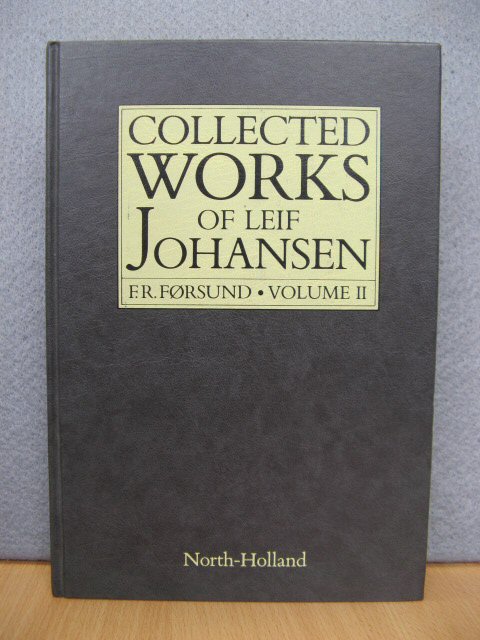 COLLECTED
WORKS
OF LEIF
JOHANSEN
F.R. FØRSUND • VOLUME II
North-Holland